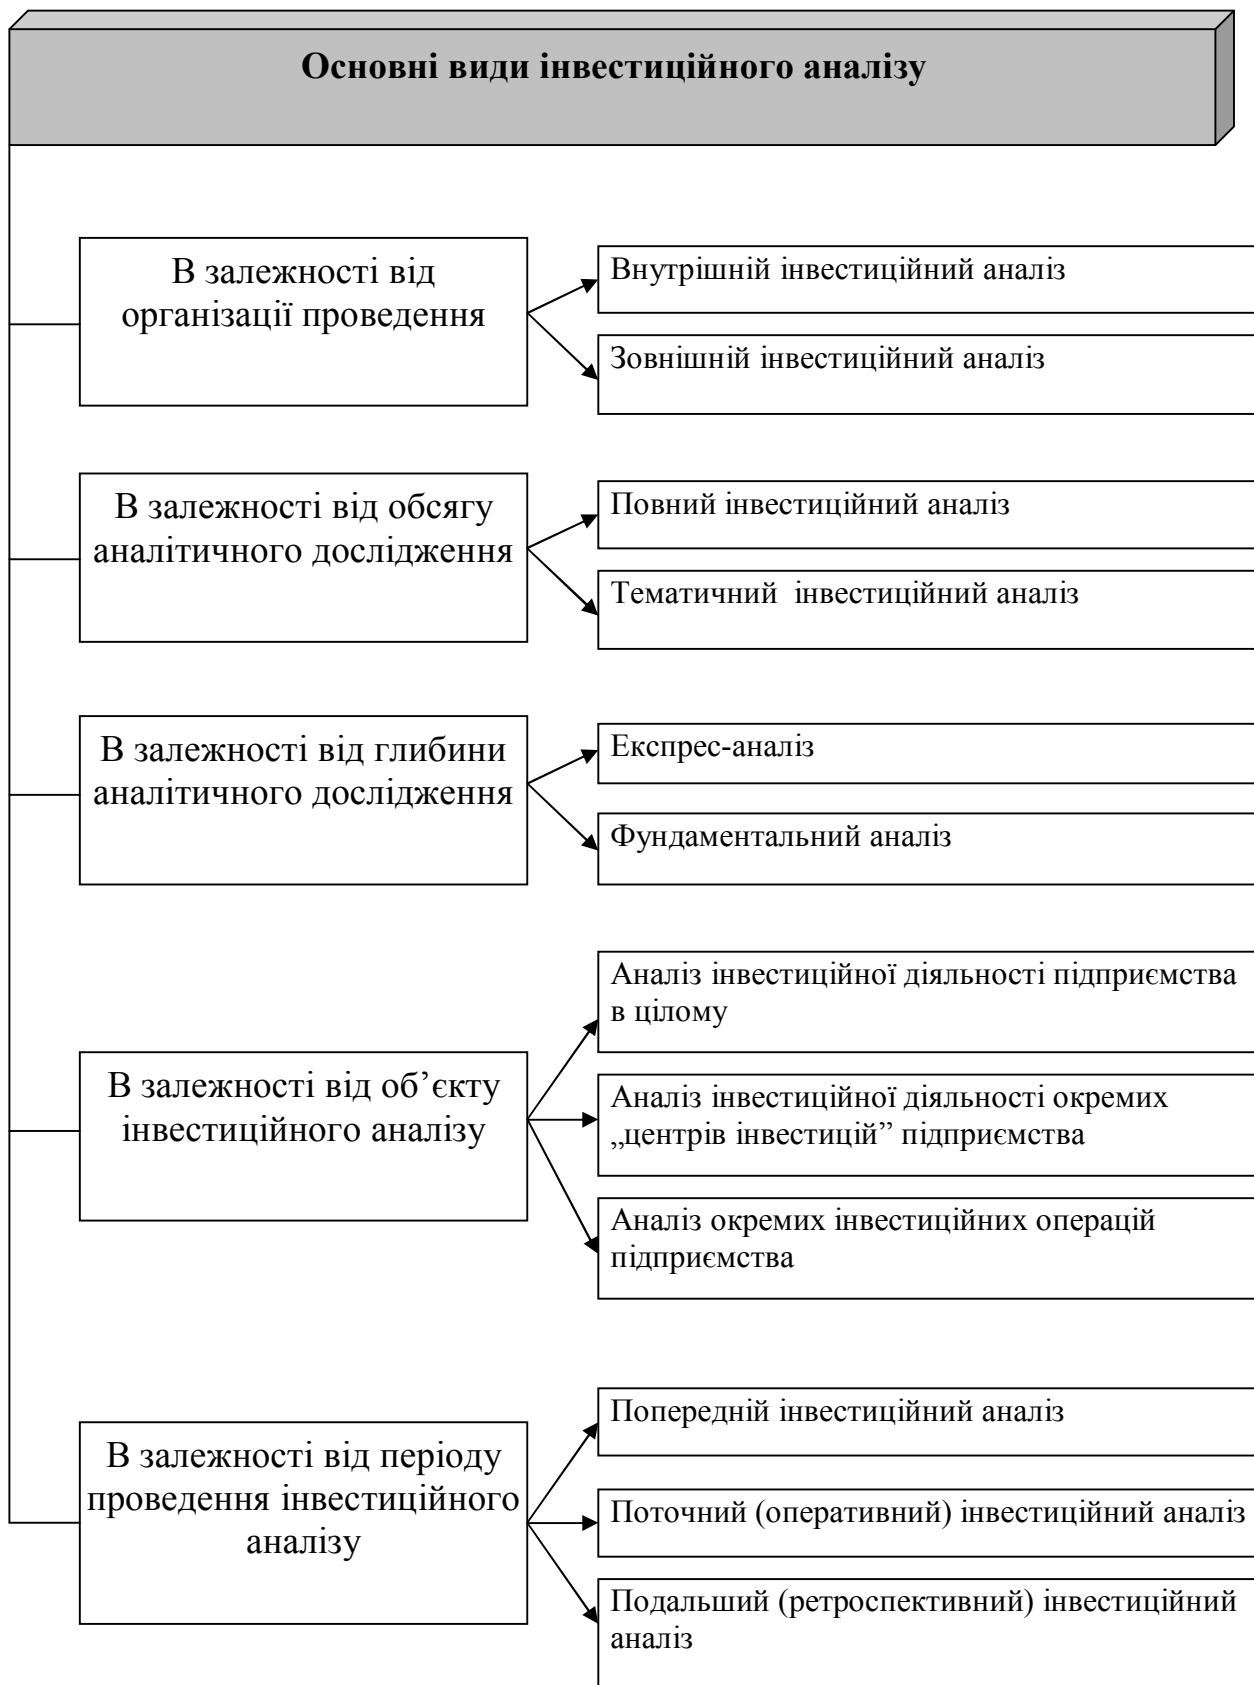 Основні види інвестиційного аналізу
В залежності від
організації проведення
Внутрішній інвестиційний аналіз
Зовнішній інвестиційний аналіз
В залежності від обсягу
аналітичного дослідження
Повний інвестиційний аналіз
Тематичний інвестиційний аналіз
В залежності від глибини
аналітичного дослідження
Експрес-аналіз
Фундаментальний аналіз
В залежності від об’єкту
інвестиційного аналізу
Аналіз інвестиційної діяльності підприємства
в цілому
Аналіз інвестиційної діяльності окремих
„центрів інвестицій” підприємства
Аналіз окремих інвестиційних операцій
підприємства
В залежності від періоду
проведення інвестиційного
аналізу
Попередній інвестиційний аналіз
Поточний (оперативний) інвестиційний аналіз
Подальший (ретроспективний) інвестиційний
аналіз